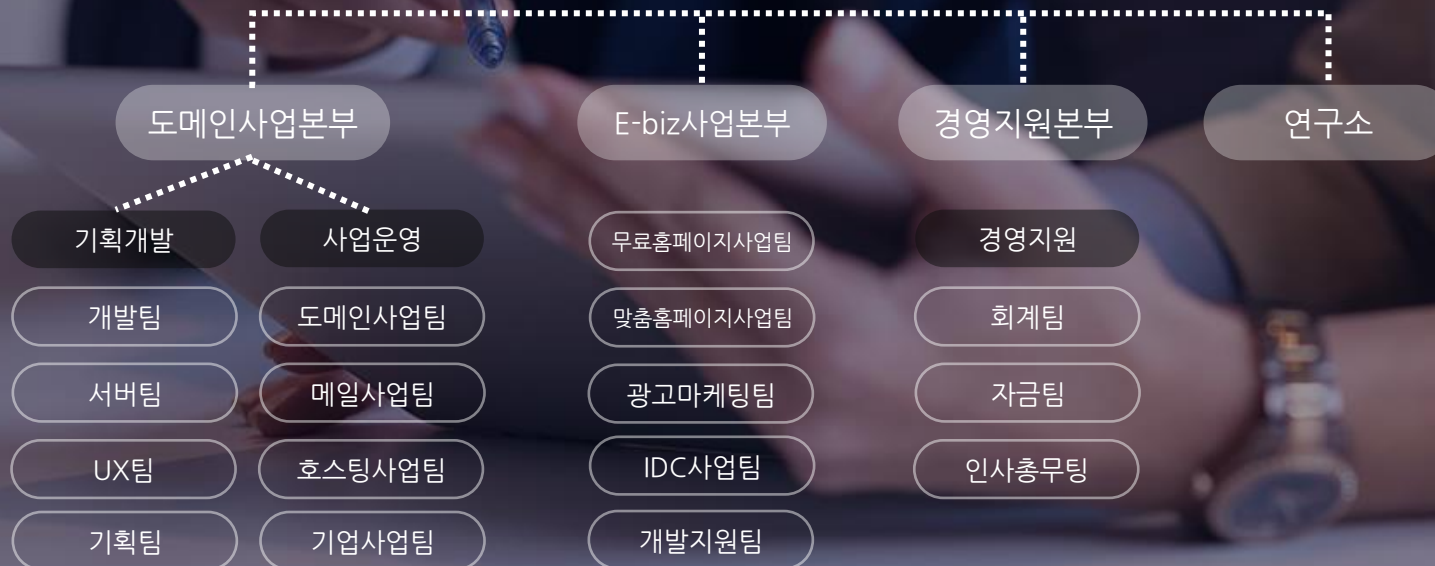 도메인사업본부 E-biz사업본부 경영지원본부 연구소
기획개발 사업운영 무료홈페이지사업팀 경영지원
개발팀 도메인사업팀 맞춤홈페이지사업팀 회계팀
서버팀 메일사업팀 광고마케팅팀 자금팀
UX팀 호스팅사업팀 IDC사업팀 인사총무팅
기획팀 기업사업팀 개발지원팀